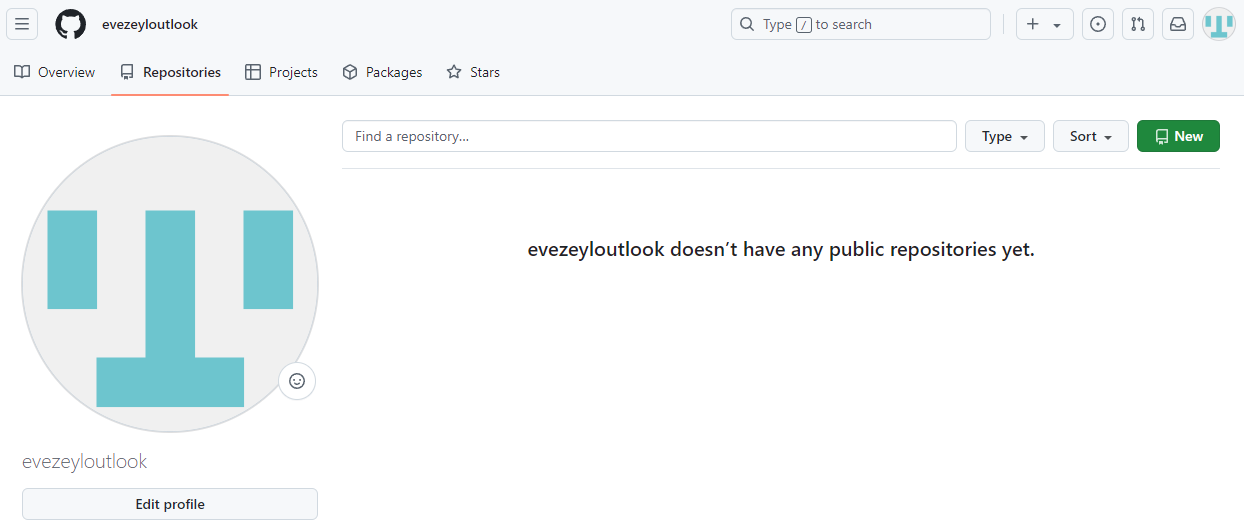 evezeyloutlook
Type / to search
Overview
Repositories
Projects
Packages
Stars
Find a repository...
Type
Sort
New
evezeyloutlook doesn’t have any public repositories yet.
evezeyloutlook
Edit profile